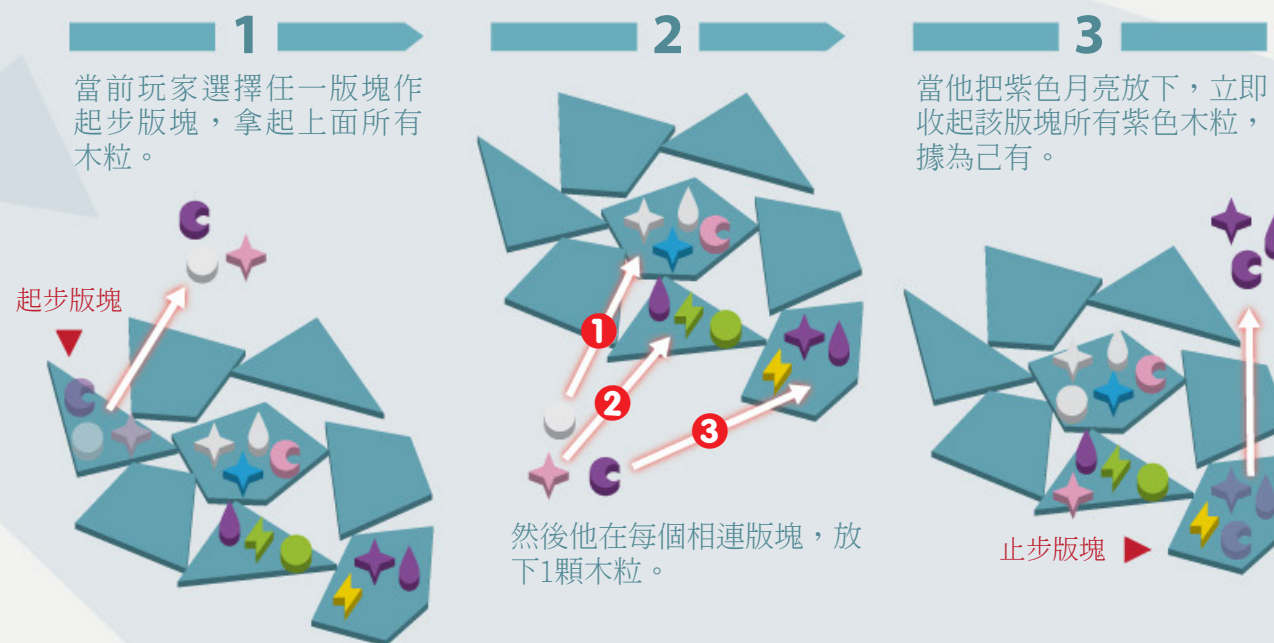 1
當前玩家選擇任一版塊作
起步版塊，拿起上面所有
木粒。
起步版塊
2
1
2
3
然後他在每個相連版塊，放
下1顆木粒。
3
當他把紫色月亮放下，立即
收起該版塊所有紫色木粒，
據為己有。
止步版塊